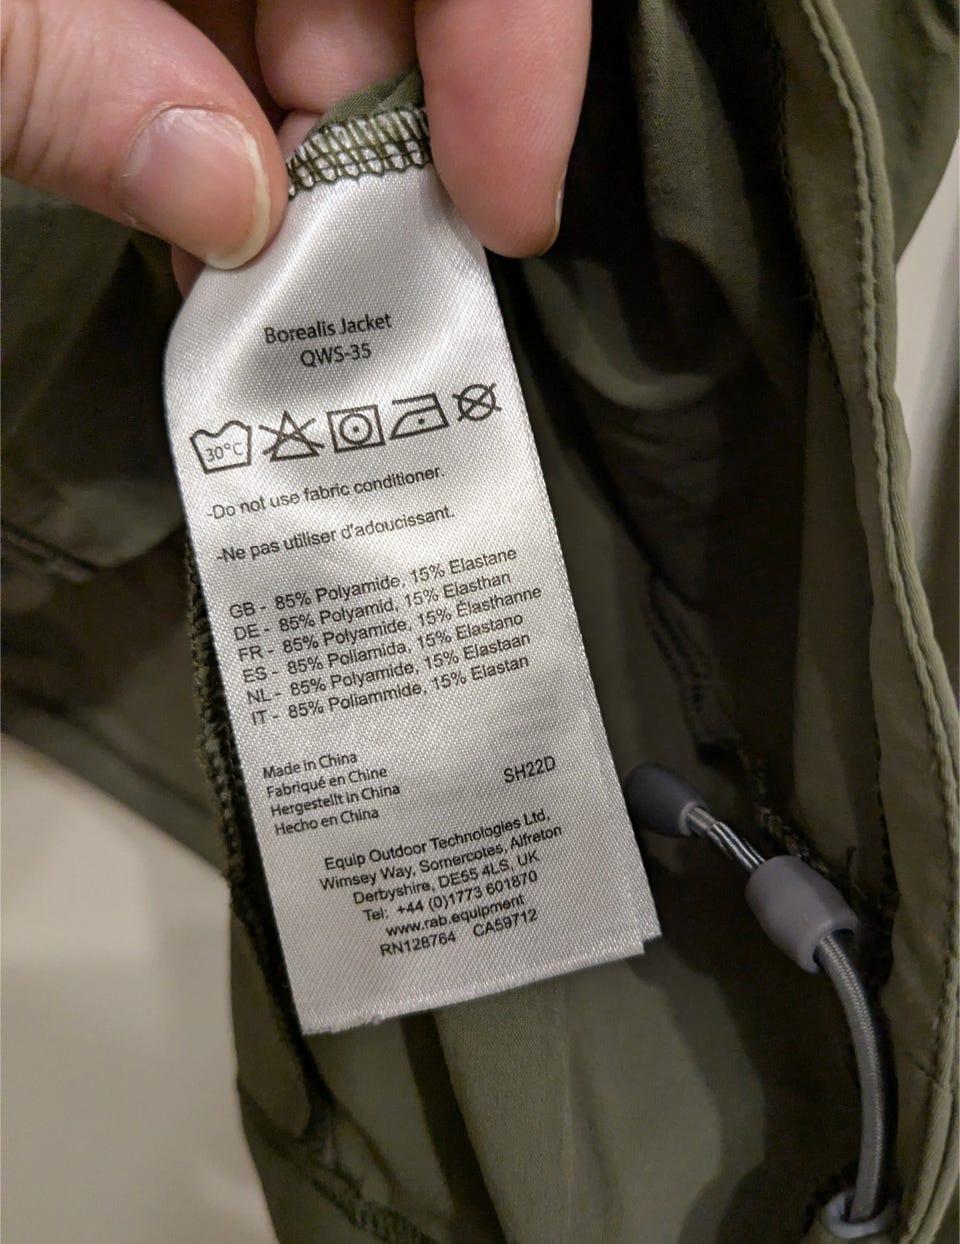 Borealis Jacket
QWS-35
30°C
-Do not use fabric conditioner.
-Ne pas utiliser d'adoucissant.
GB - 85% Polyamide, 15% Elastane
DE - 85% Polyamid, 15% Elasthan
FR - 85% Polyamide, 15% Élasthanne
ES - 85% Poliamida, 15% Elastano
NL - 85% Polyamide, 15% Elastaan
IT - 85% Poliammide, 15% Elastan
Made in China
Fabriqué en Chine
Hergestellt in China
Hecho en China
SH22D
Equip Outdoor Technologies Ltd,
Wimsey Way, Somercotes, Alfreton
Derbyshire, DE55 4LS, UK
Tel: +44 (0)1773 601870
www.rab.equipment
RN128764 CA59712